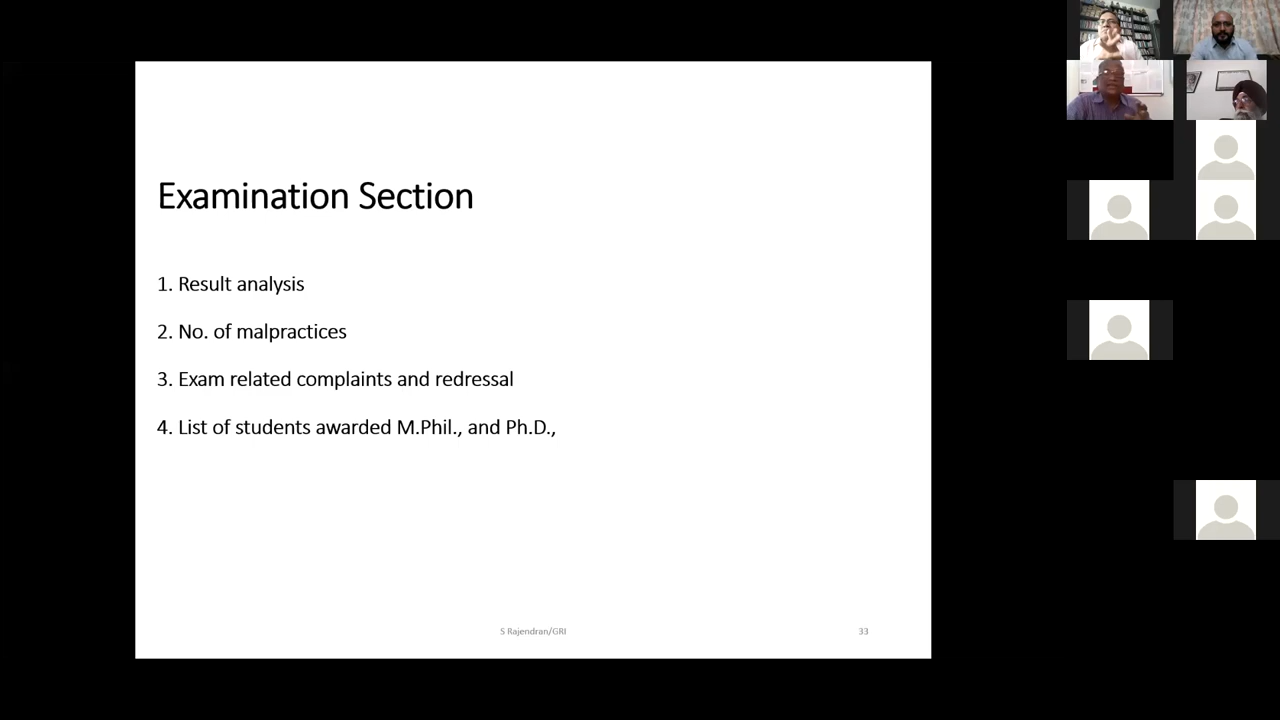 Examination Section
1. Result analysis
2. No. of malpractices
3. Exam related complaints and redressal
4. List of students awarded M.Phil., and Ph.D.,
S Rajendran/GRI
33